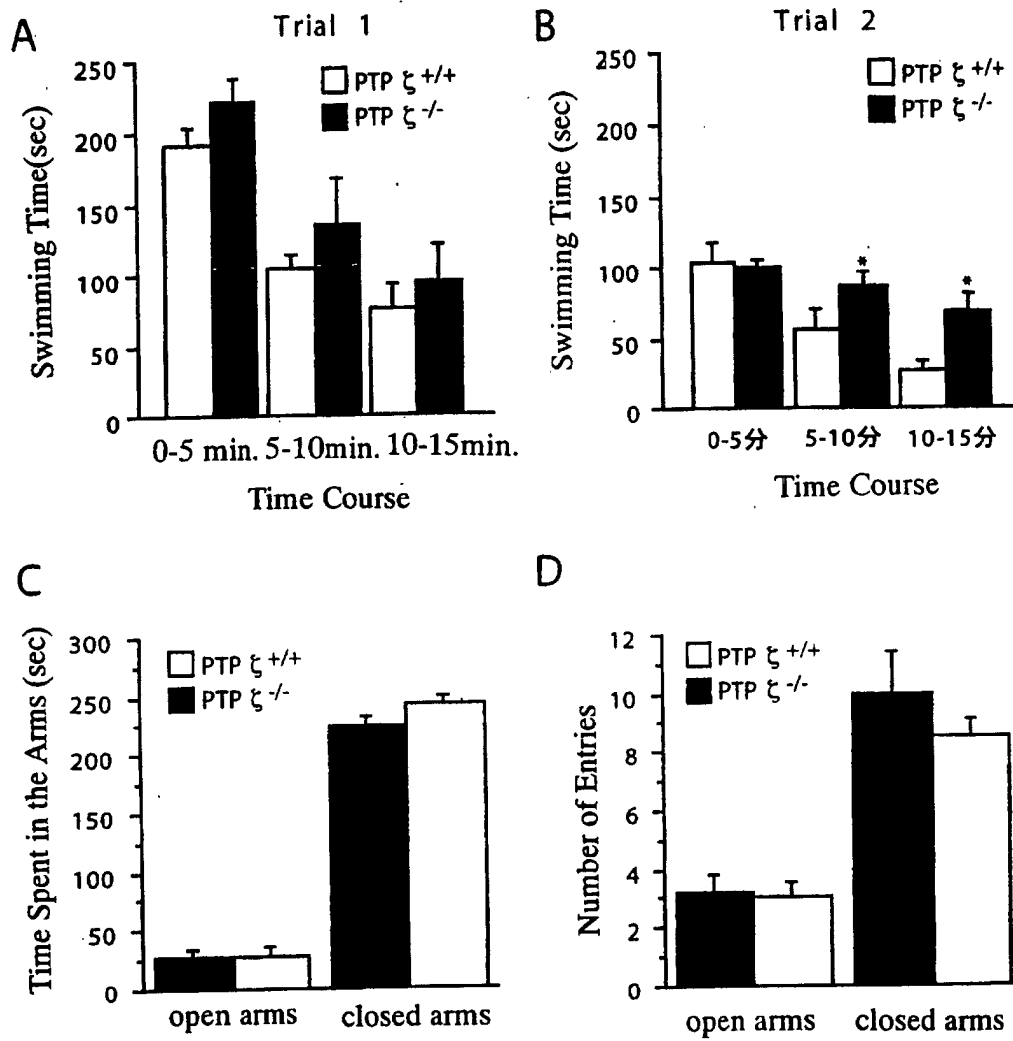 A
Trial 1
Swimming Time(sec)
250
200
150
100
50
0
PTP ζ +/+
PTP ζ -/-
0-5 min. 5-10min. 10-15min.
Time Course
B
Trial 2
Swimming Time (sec)
250
200
150
100
50
0
PTP ζ +/+
PTP ζ -/-
*
*
0-5分 5-10分 10-15分
Time Course
C
Time Spent in the Arms (sec)
300
250
200
150
100
50
0
PTP ζ +/+
PTP ζ -/-
open arms closed arms
D
Number of Entries
12
10
8
6
4
2
0
PTP ζ +/+
PTP ζ -/-
open arms closed arms